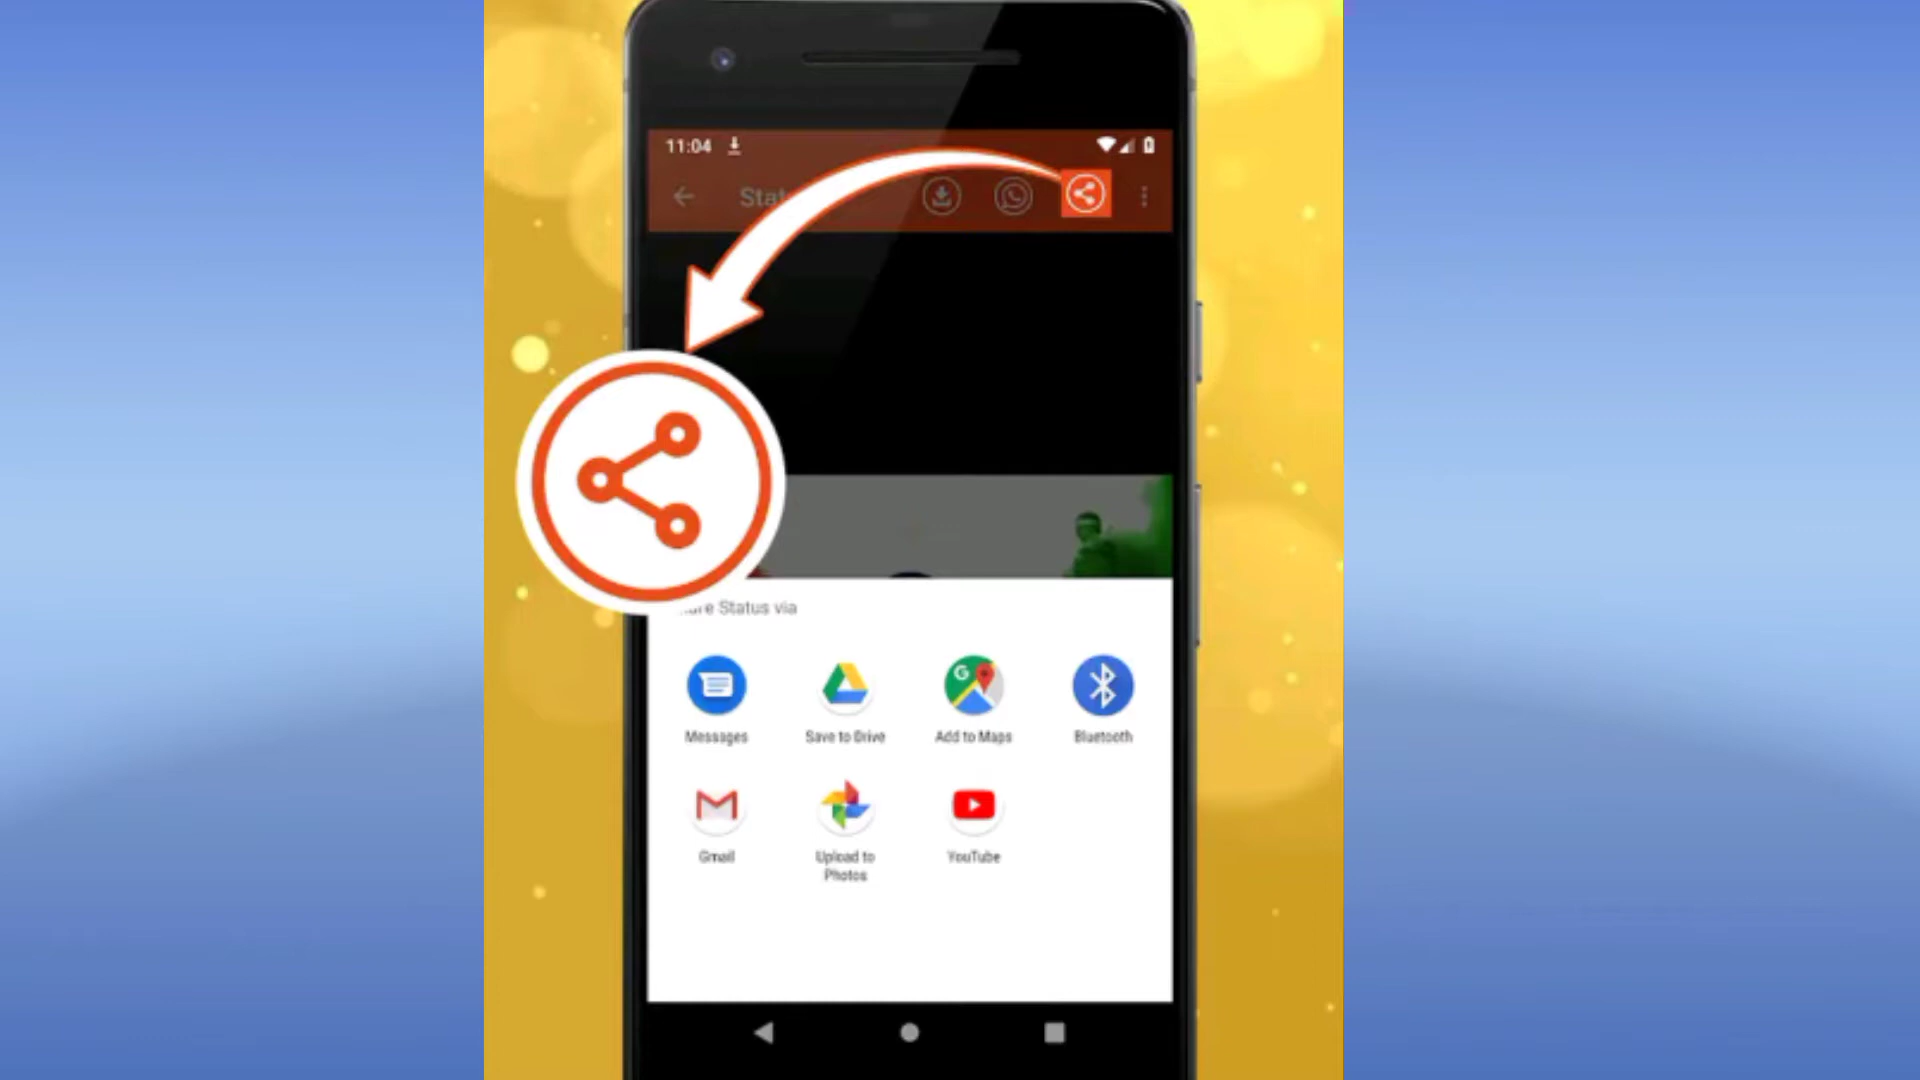 11:04
Status via
Messages
Save to Drive
Add to Maps
Bluetooth
Gmail
Upload to
Photos
YouTube